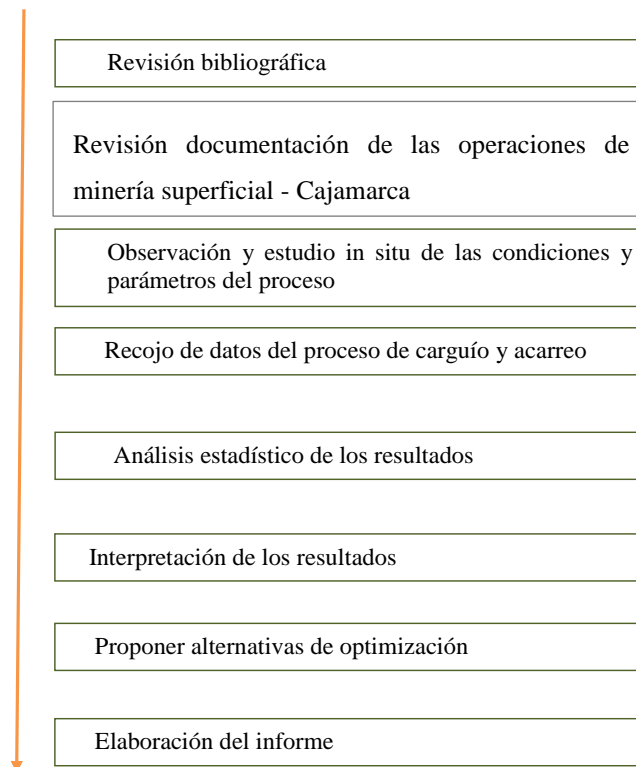 Revisión bibliográfica
Revisión documentación de las operaciones de
minería superficial - Cajamarca
Observación y estudio in situ de las condiciones y
parámetros del proceso
Recojo de datos del proceso de carguío y acarreo
Análisis estadístico de los resultados
Interpretación de los resultados
Proponer alternativas de optimización
Elaboración del informe